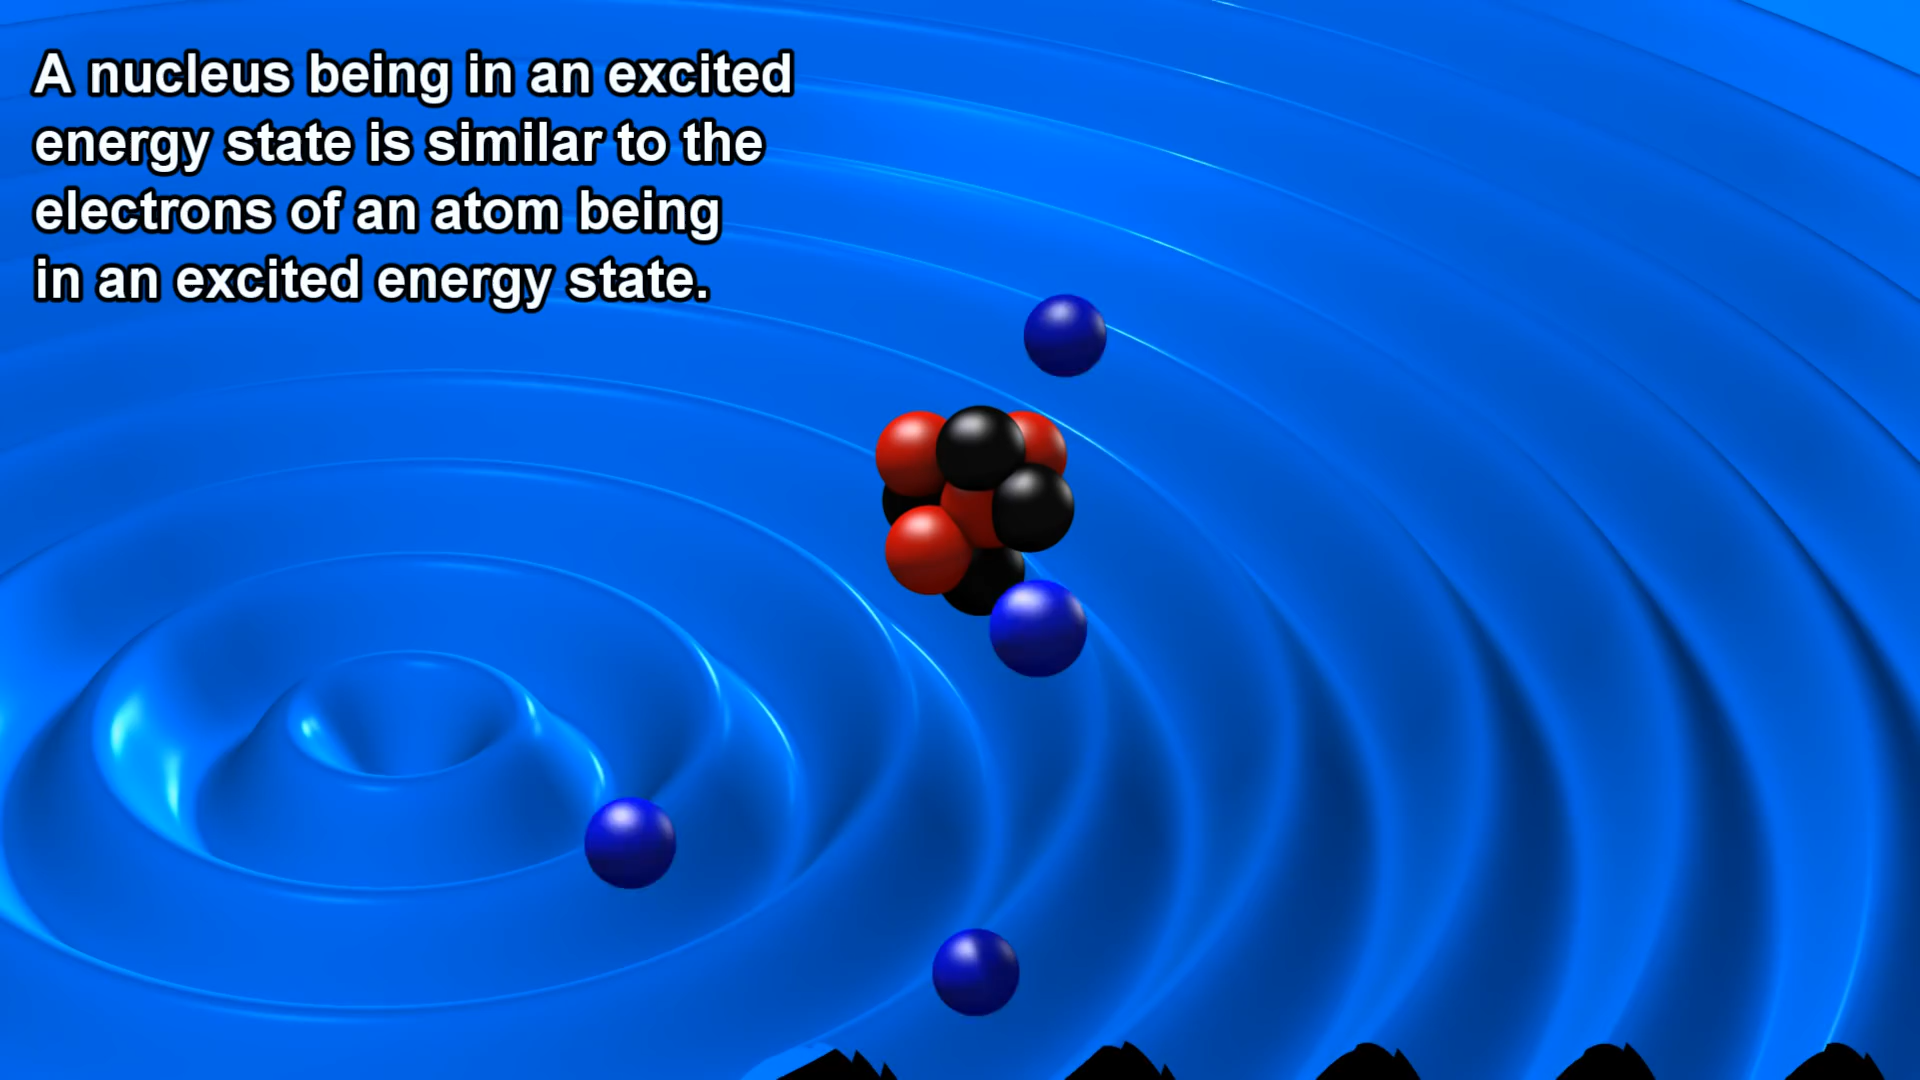 A nucleus being in an excited
energy state is similar to the
electrons of an atom being
in an excited energy state.